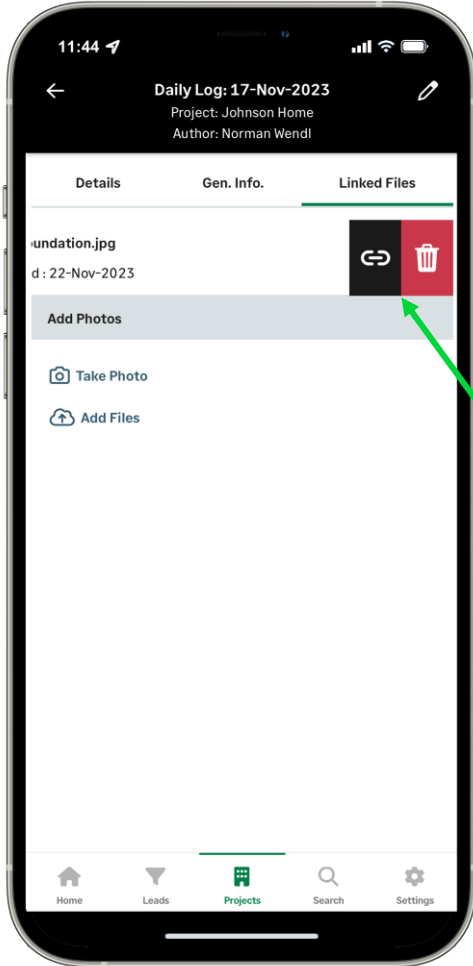 11:44
Daily Log: 17-Nov-2023
Project: Johnson Home
Author: Norman Wendl
Details Gen. Info. Linked Files
undation.jpg
d : 22-Nov-2023
Add Photos
Take Photo
Add Files
Home Leads Projects Search Settings